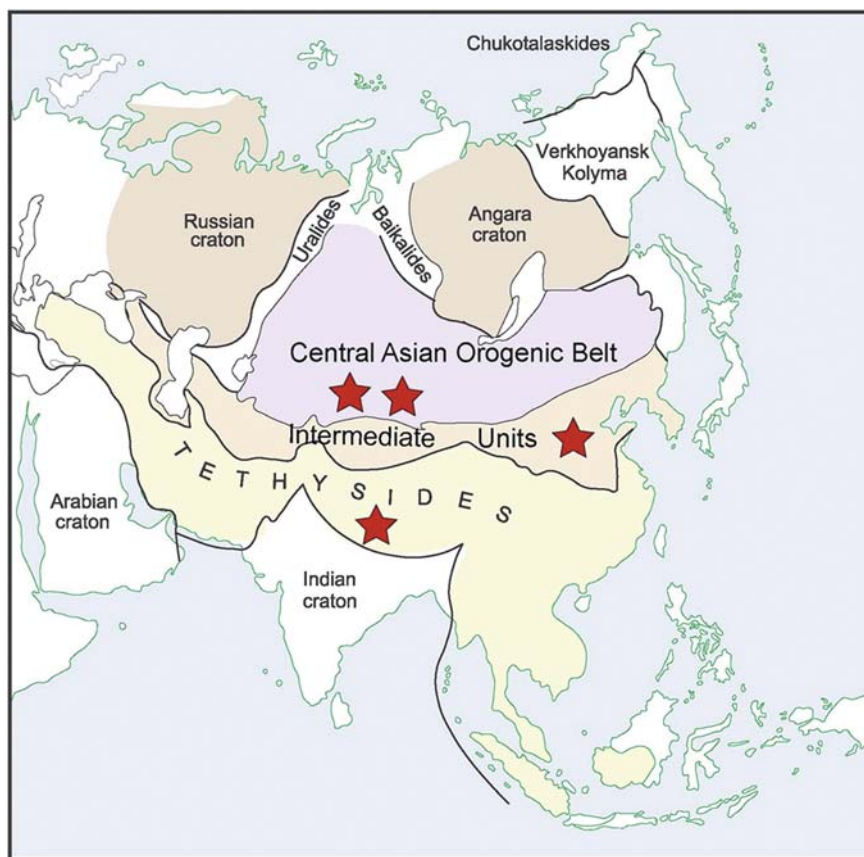 Chukotalaskides
Verkhoyansk
Kolyma
Russian
craton
Uralides
Baikalides
Angara
craton
Central Asian Orogenic Belt
Intermediate Units
TETHYSIDES
Arabian
craton
Indian
craton